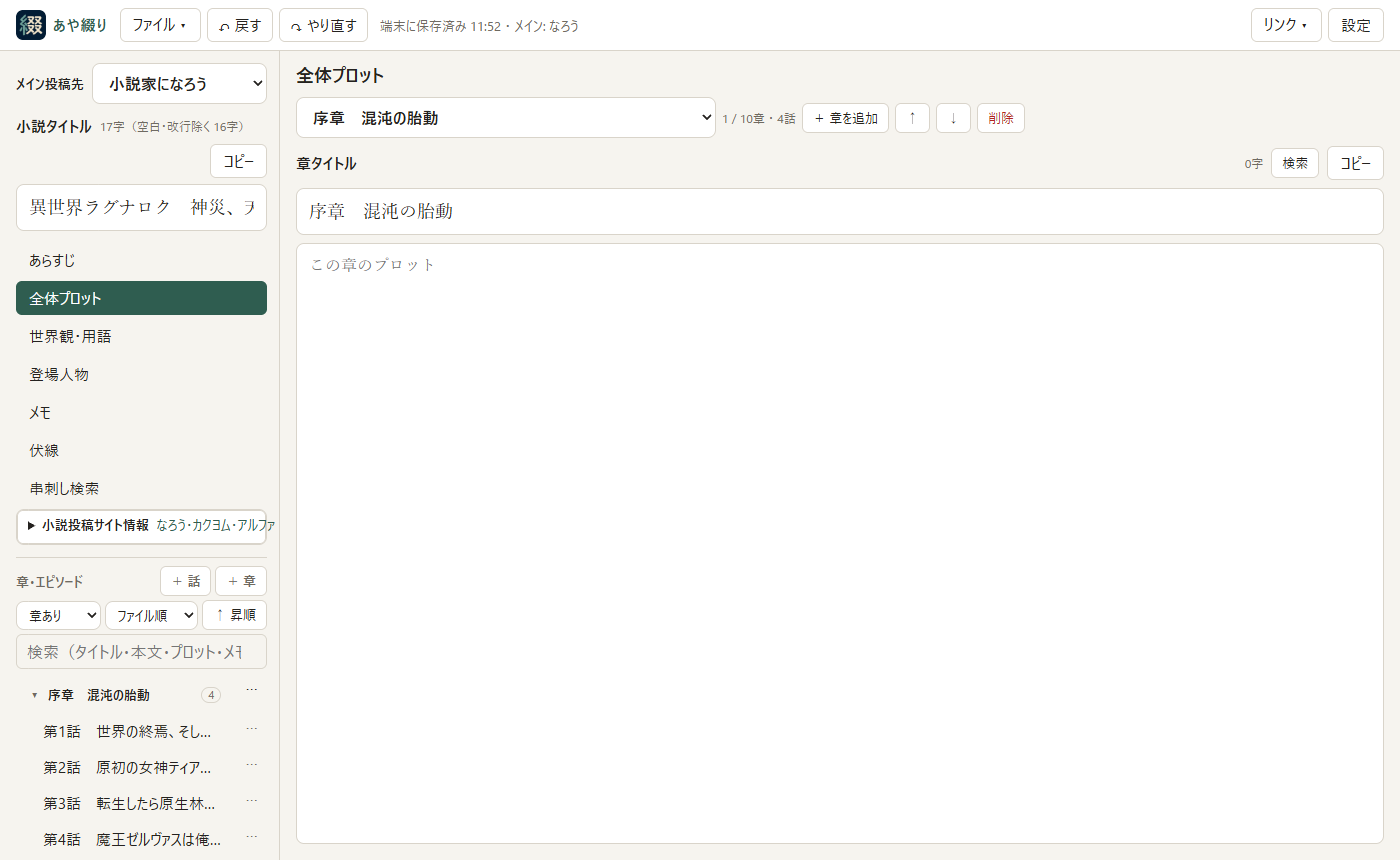 綴 あや綴り ファイル ▾ ↶ 戻す ↷ やり直す 端末に保存済み 11:52・メイン: なろう リンク ▾ 設定
メイン投稿先 小説家になろう
小説タイトル 17字（空白・改行除く 16字）
コピー
異世界ラグナロク　神災、
あらすじ
全体プロット
世界観・用語
登場人物
メモ
伏線
串刺し検索
▶ 小説投稿サイト情報 なろう・カクヨム・アルファ
章・エピソード ＋ 話 ＋ 章
章あり ファイル順 ↑ 昇順
検索（タイトル・本文・プロット・メモ
▾ 序章　混沌の胎動 4 …
第1話　世界の終焉、そし... …
第2話　原初の女神ティア... …
第3話　転生したら原生林... …
第4話　魔王ゼルヴァスは俺... …
全体プロット
序章　混沌の胎動 1 / 10章・4話 ＋ 章を追加 ↑ ↓ 削除
章タイトル 0字 検索 コピー
序章　混沌の胎動
この章のプロット